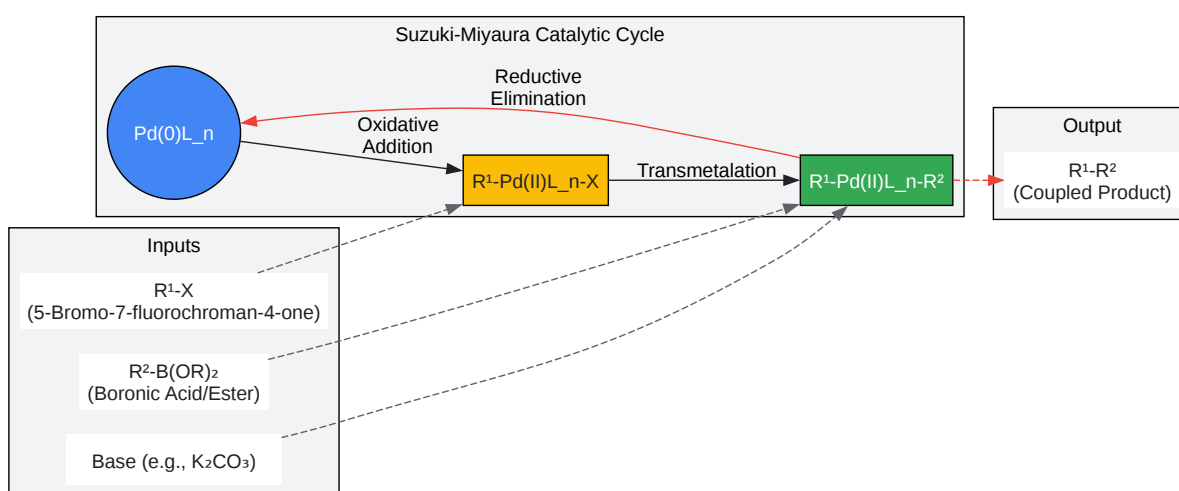 Suzuki-Miyaura Catalytic Cycle
Reductive
Elimination
Pd(0)L_n
Oxidative
Addition
R¹-Pd(II)L_n-X
Transmetalation
R¹-Pd(II)L_n-R²
Output
R¹-R²
(Coupled Product)
Inputs
R¹-X
(5-Bromo-7-fluorochroman-4-one)
R²-B(OR)₂
(Boronic Acid/Ester)
Base (e.g., K₂CO₃)